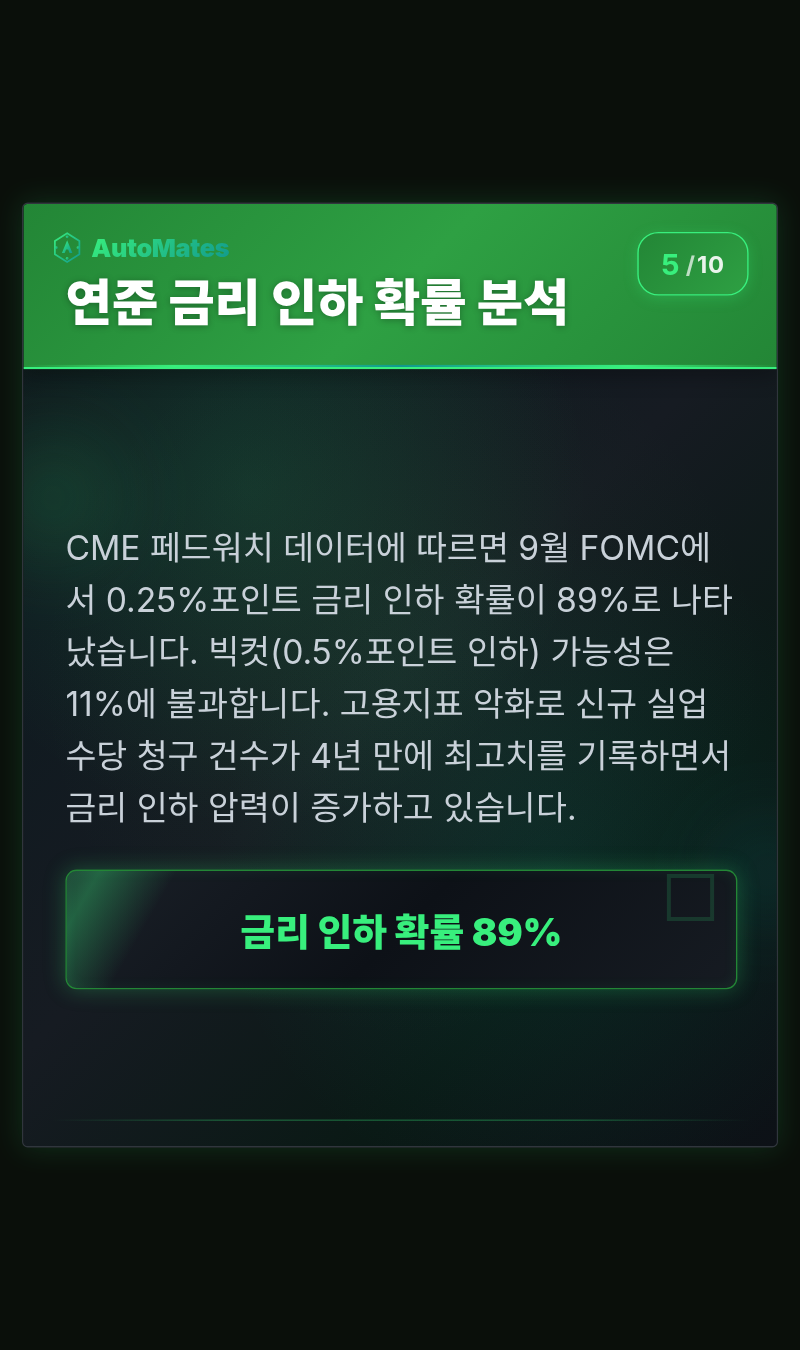 AutoMates
5 /10
연준 금리 인하 확률 분석
CME 페드워치 데이터에 따르면 9월 FOMC에
서 0.25%포인트 금리 인하 확률이 89%로 나타
났습니다. 빅컷(0.5%포인트 인하) 가능성은
11%에 불과합니다. 고용지표 악화로 신규 실업
수당 청구 건수가 4년 만에 최고치를 기록하면서
금리 인하 압력이 증가하고 있습니다.
금리 인하 확률 89%